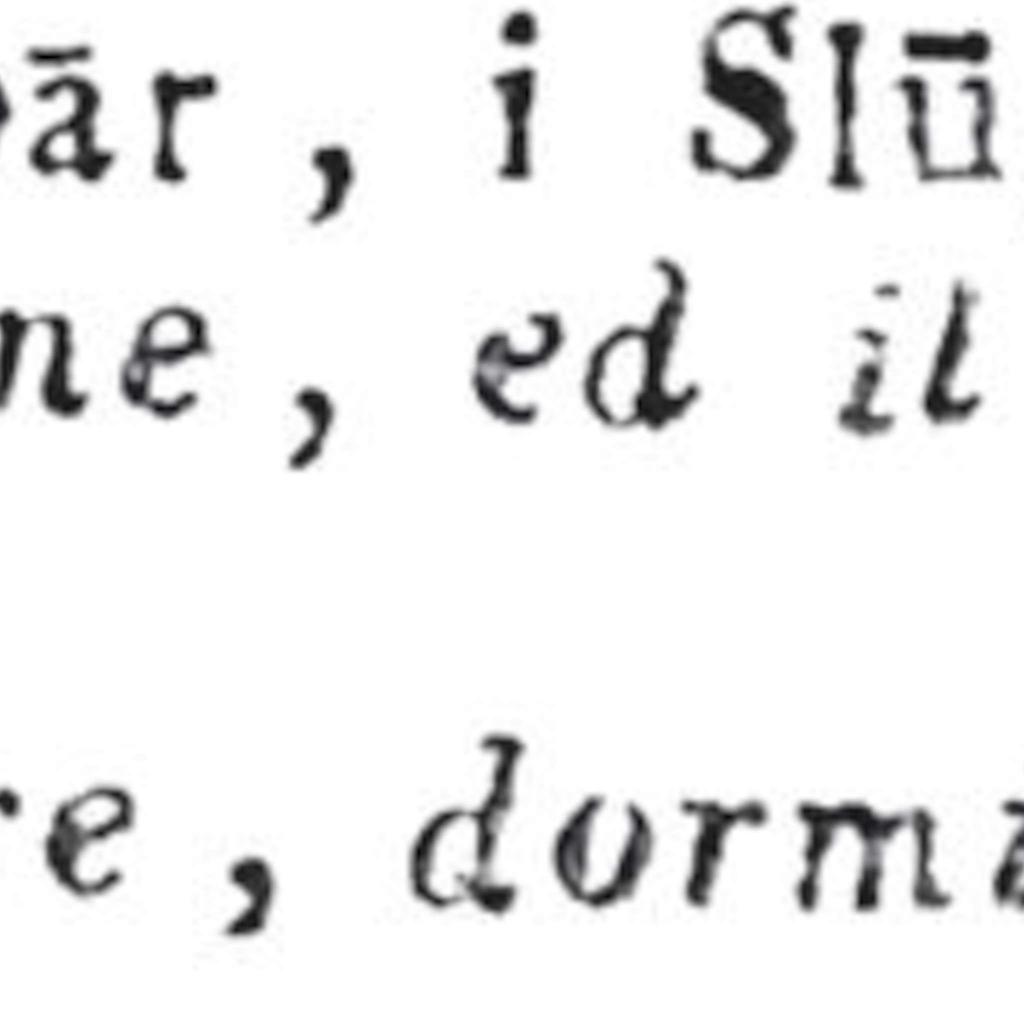 ār, i Slū
ne, ed il
re, dorm